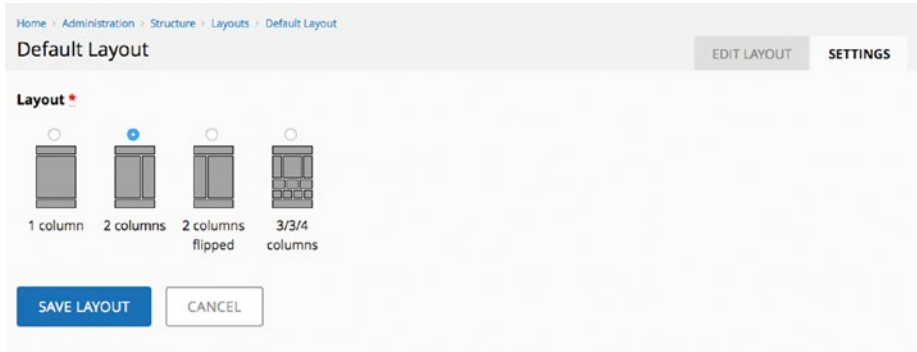 Home › Administration › Structure › Layouts › Default Layout
Default Layout
EDIT LAYOUT SETTINGS
Layout *
1 column 2 columns 2 columns flipped 3/3/4 columns
SAVE LAYOUT CANCEL